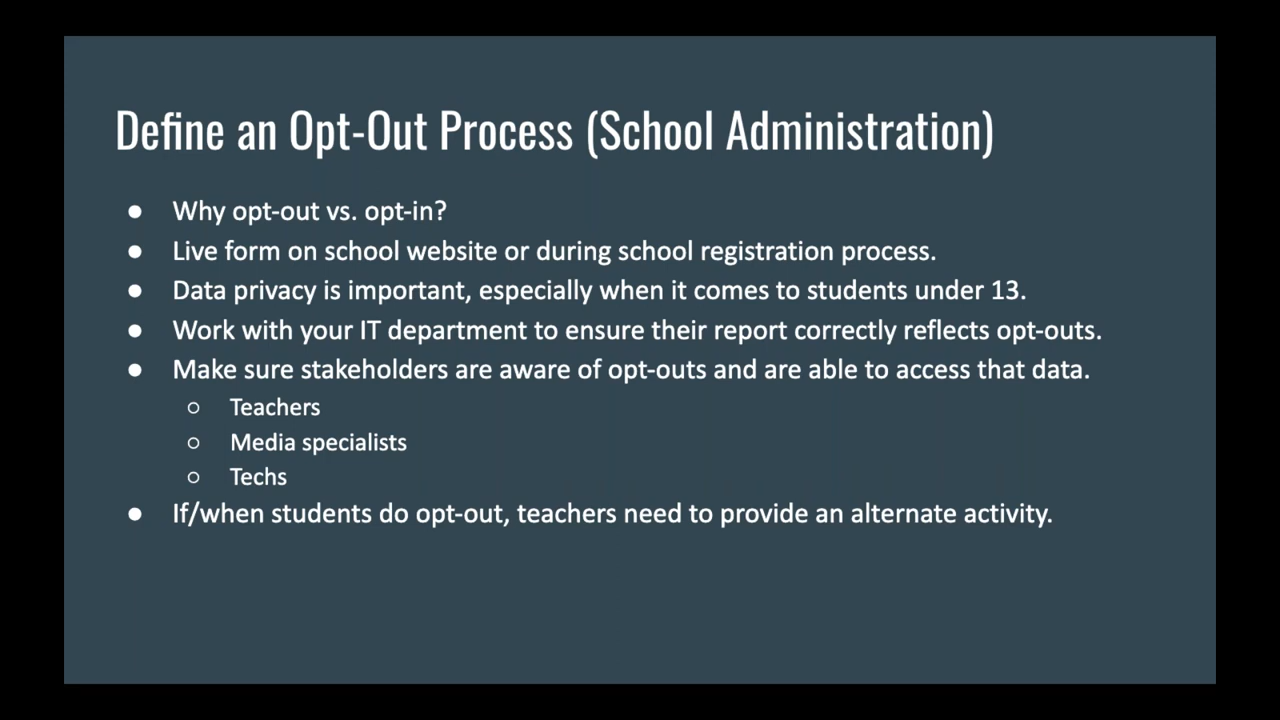 Define an Opt-Out Process (School Administration)
● Why opt-out vs. opt-in?
● Live form on school website or during school registration process.
● Data privacy is important, especially when it comes to students under 13.
● Work with your IT department to ensure their report correctly reflects opt-outs.
● Make sure stakeholders are aware of opt-outs and are able to access that data.
○ Teachers
○ Media specialists
○ Techs
● If/when students do opt-out, teachers need to provide an alternate activity.